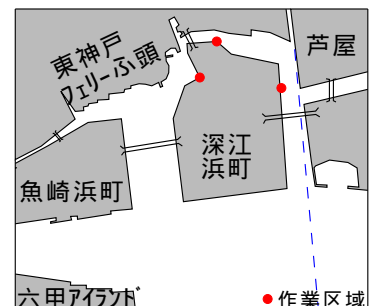 東神戸
フェリーふ頭
芦屋
深江
浜町
魚崎浜町
六甲アイランド
作業区域